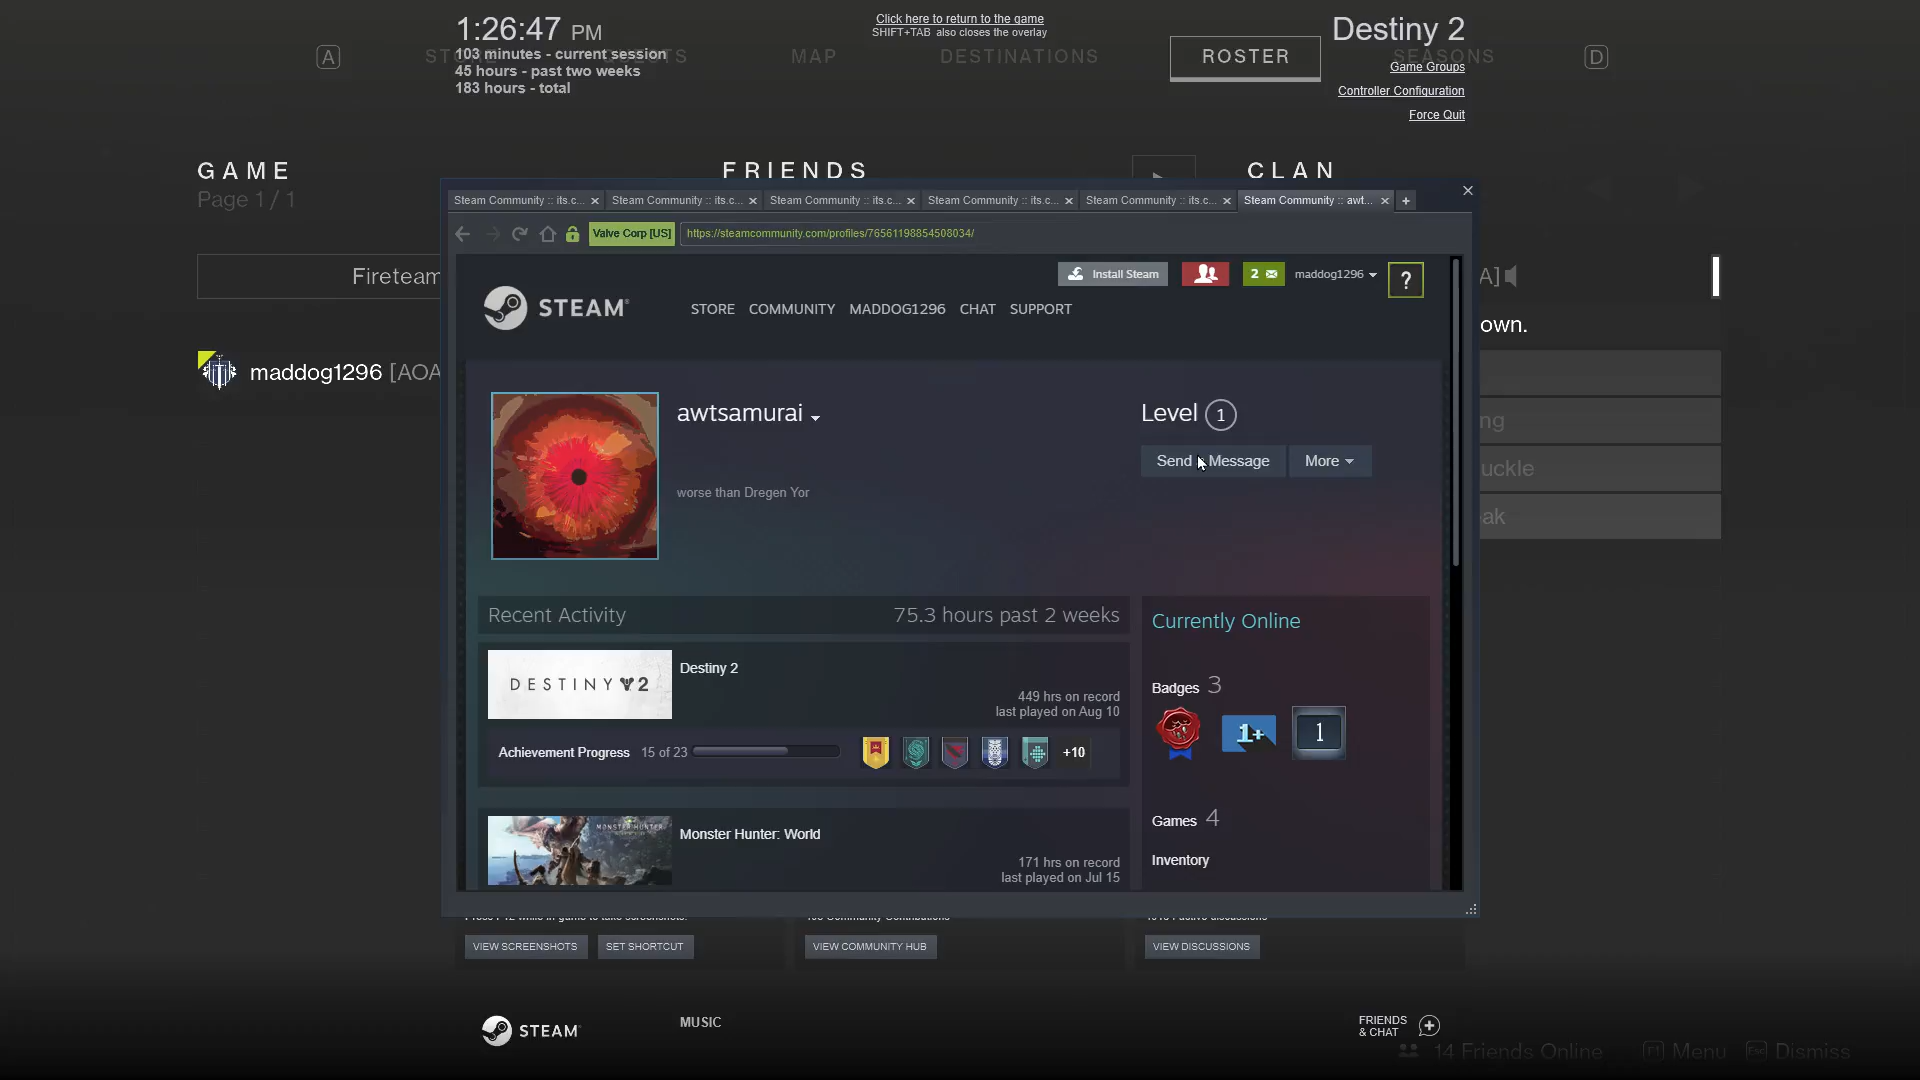 1:26:47 PM
103 minutes - current session
45 hours - past two weeks
183 hours - total
Click here to return to the game
SHIFT+TAB also closes the overlay
Destiny 2
Game Groups
Controller Configuration
Force Quit
A
MAP
DESTINATIONS
ROSTER
SEASONS
D
GAME
Page 1 / 1
FRIENDS
CLAN
Steam Community :: its.c...
Steam Community :: its.c...
Steam Community :: its.c...
Steam Community :: its.c...
Steam Community :: its.c...
Steam Community :: awt...
Valve Corp [US]
https://steamcommunity.com/profiles/76561198854508034/
Fireteam
A]
own.
maddog1296 [AOA
ng
uckle
eak
Install Steam
2
maddog1296
?
STEAM®
STORE COMMUNITY MADDOG1296 CHAT SUPPORT
awtsamurai
worse than Dregen Yor
Level 1
Send Message
More
Recent Activity
75.3 hours past 2 weeks
DESTINY 2
Destiny 2
449 hrs on record
last played on Aug 10
Achievement Progress 15 of 23
+10
MONSTER HUNTER
Monster Hunter: World
171 hrs on record
last played on Jul 15
Currently Online
Badges 3
1+
1
Games 4
Inventory
VIEW SCREENSHOTS
SET SHORTCUT
VIEW COMMUNITY HUB
VIEW DISCUSSIONS
STEAM
MUSIC
FRIENDS
& CHAT
14 Friends Online
F1 Menu
Esc Dismiss